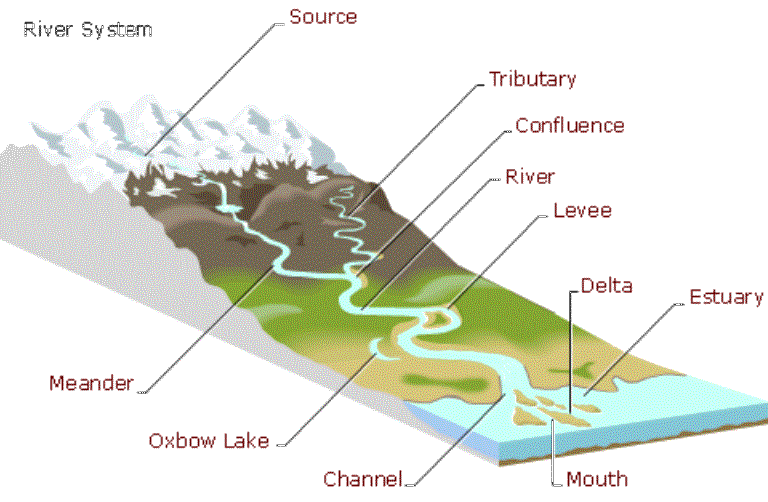 River System
Source
Tributary
Confluence
River
Levee
Delta
Estuary
Meander
Oxbow Lake
Channel
Mouth